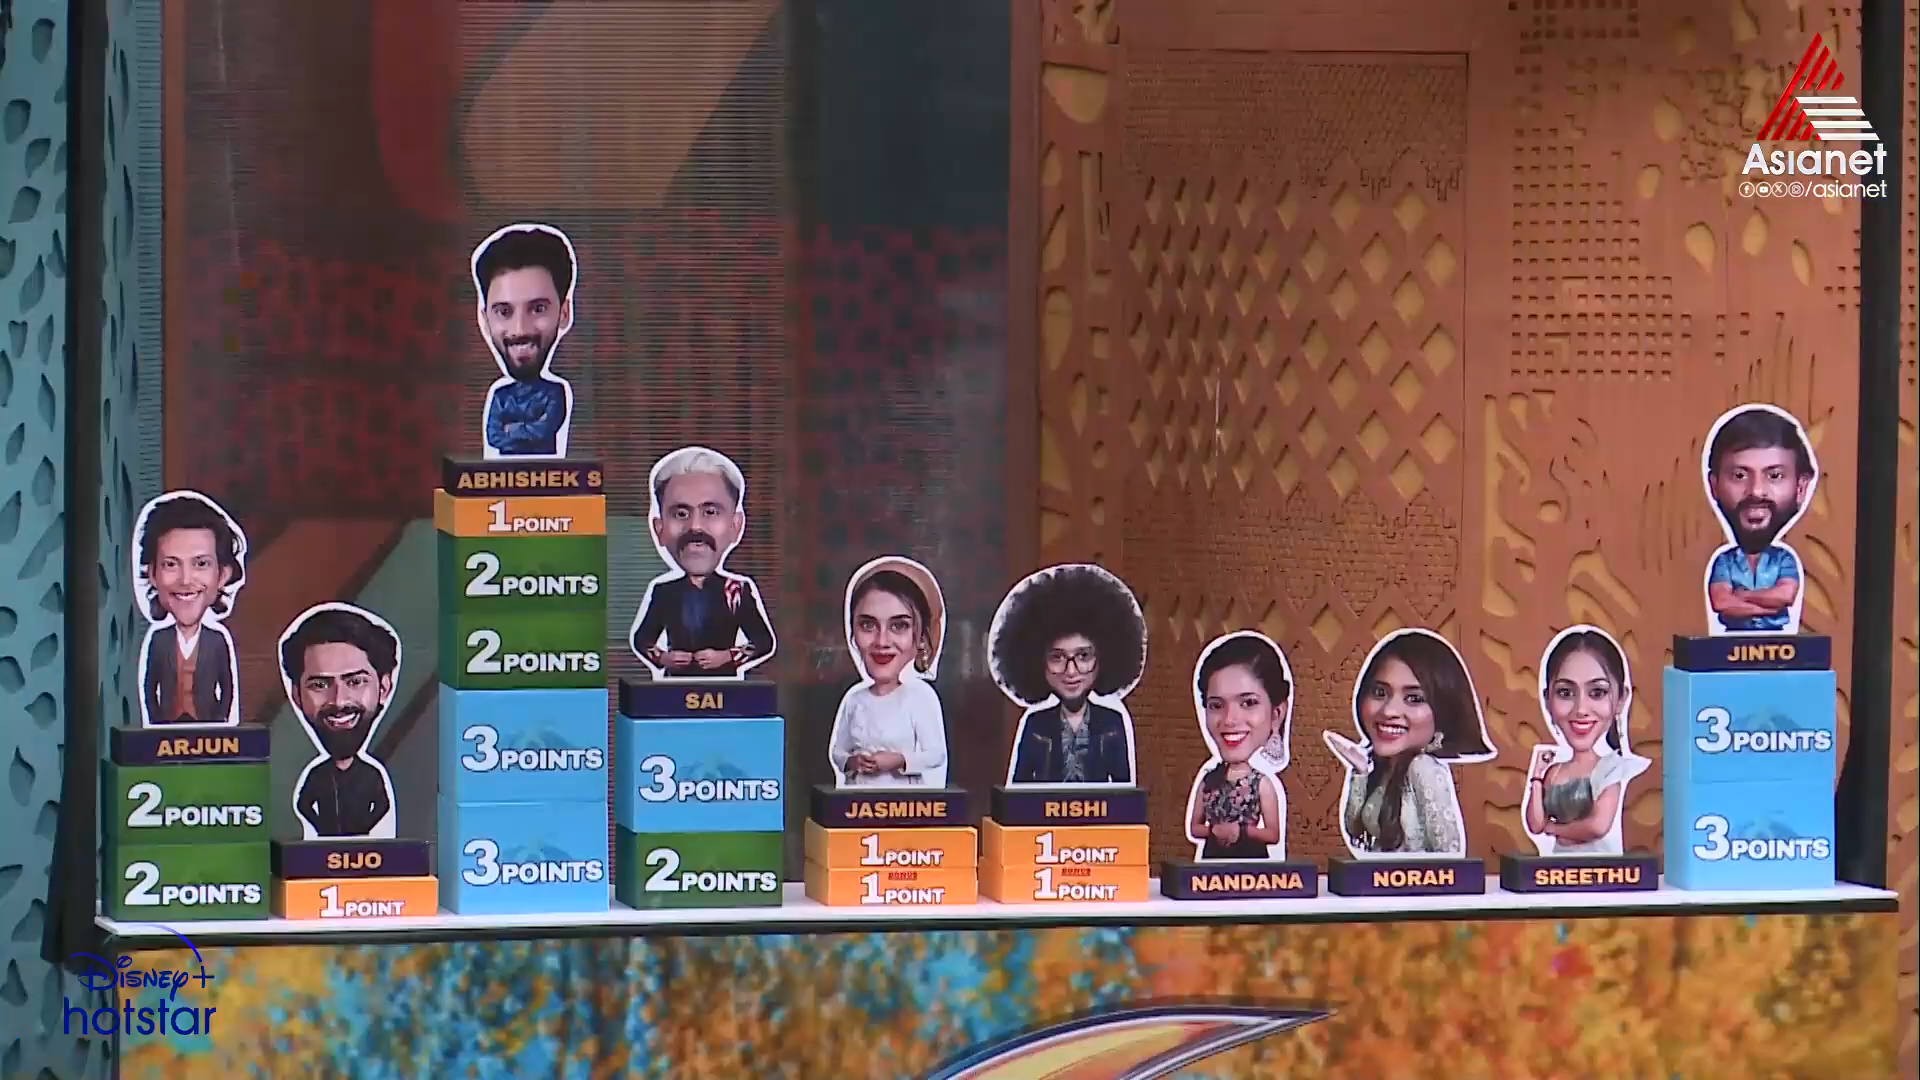 Asianet
/asianet
ABHISHEK S
1 POINT
2 POINTS
2 POINTS
3 POINTS
3 POINTS
ARJUN
2 POINTS
2 POINTS
SIJO
1 POINT
SAI
3 POINTS
2 POINTS
JASMINE
1 POINT
BONUS
1 POINT
RISHI
1 POINT
BONUS
1 POINT
NANDANA
NORAH
SREETHU
JINTO
3 POINTS
3 POINTS
Disney+
hotstar